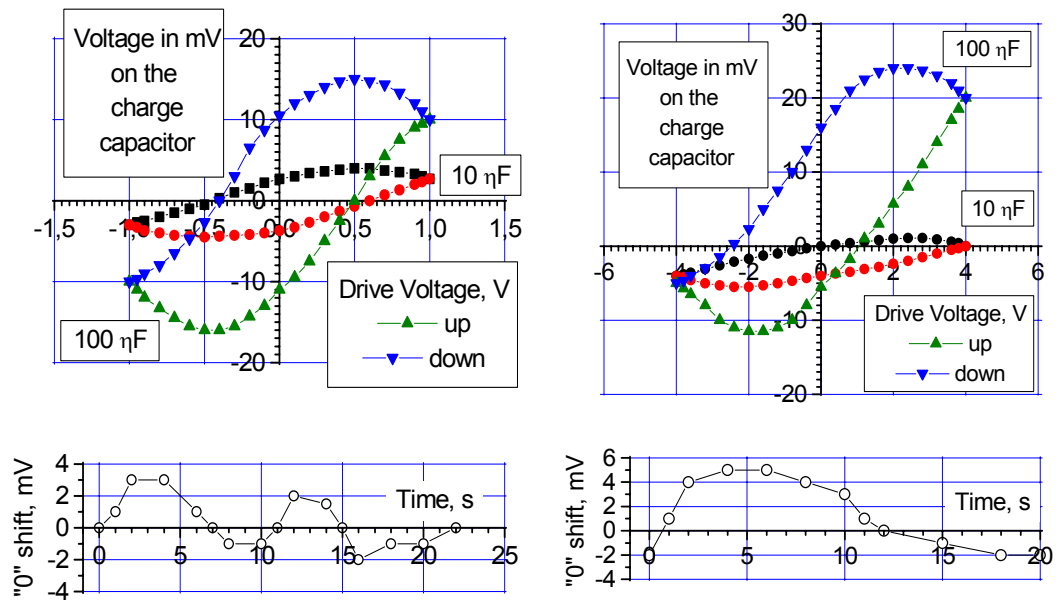 Voltage in mV
on the
charge
capacitor
20
10
0
-10
-20
-1,5
-1,0
-0,5
0,0
0,5
1,0
1,5
10 ηF
100 ηF
Drive Voltage, V
up
down
Voltage in mV
on the
charge
capacitor
30
20
10
0
-10
-20
-6
-4
-2
0
2
4
6
100 ηF
10 ηF
Drive Voltage, V
up
down
"0" shift, mV
4
2
0
-2
-4
0
5
10
15
20
25
Time, s
"0" shift, mV
6
4
2
0
-2
-4
0
5
10
15
20
Time, s